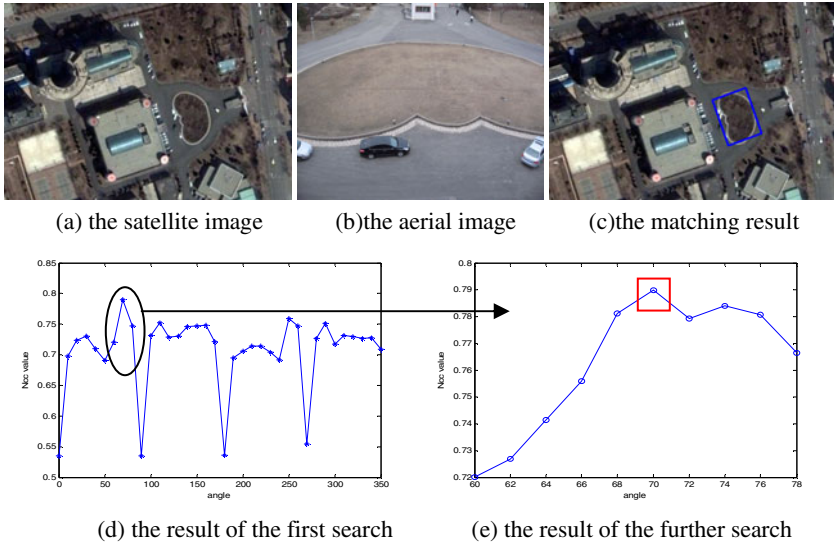 (a) the satellite image
(b)the aerial image
(c)the matching result
0.85
0.8
0.75
0.7
0.65
0.6
0.55
0.5
0 50 100 150 200 250 300 350
Ncc value
angle
0.8
0.79
0.78
0.77
0.76
0.75
0.74
0.73
0.72
60 62 64 66 68 70 72 74 76 78
Ncc value
angle
(d) the result of the first search
(e) the result of the further search